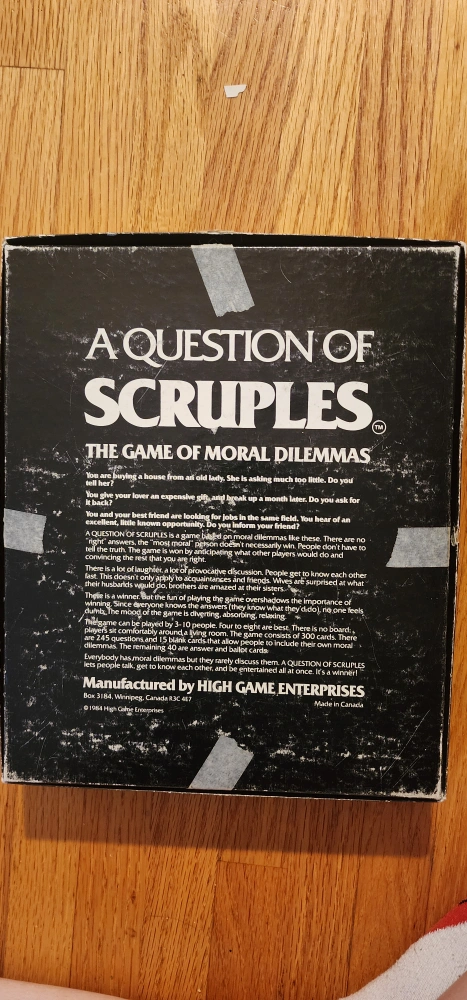 A QUESTION OF
SCRUPLES TM
THE GAME OF MORAL DILEMMAS
You are buying a house from an old lady. She is asking much too little. Do you
tell her?
You give your lover an expensive gift, and break up a month later. Do you ask for
it back?
You and your best friend are looking for jobs in the same field. You hear of an
excellent, little known opportunity. Do you inform your friend?
A QUESTION OF SCRUPLES is a game based on moral dilemmas like these. There are no
"right" answers, the "most moral" person doesn't necessarily win. People don't have to
tell the truth. The game is won by anticipating what other players would do and
convincing the rest that you are right.
There is a lot of laughter, a lot of provocative discussion. People get to know each other
fast. This doesn't only apply to acquaintances and friends. Wives are surprised at what
their husbands would do, brothers are amazed at their sisters.
There is a winner. But the fun of playing the game overshadows the importance of
winning. Since everyone knows the answers (they know what they'd do), no one feels
dumb. The mood of the game is diverting, absorbing, relaxing.
The game can be played by 3-10 people. Four to eight are best. There is no board,
players sit comfortably around a living room. The game consists of 300 cards. There
are 245 questions and 15 blank cards that allow people to include their own moral
dilemmas. The remaining 40 are answer and ballot cards.
Everybody has moral dilemmas but they rarely discuss them. A QUESTION OF SCRUPLES
lets people talk, get to know each other, and be entertained all at once. It's a winner!
Manufactured by HIGH GAME ENTERPRISES
Box 3184, Winnipeg, Canada R3C 4E7 Made in Canada
© 1984 High Game Enterprises